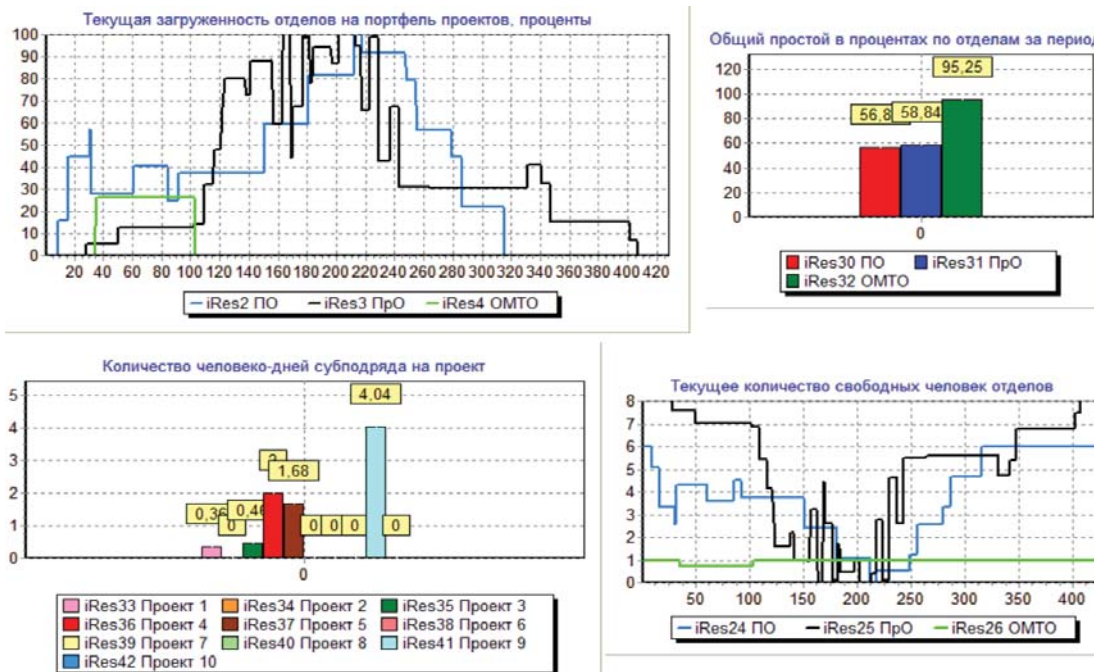 Текущая загруженность отделов на портфель проектов, проценты
100
90
80
70
60
50
40
30
20
10
0
20 40 60 80 100 120 140 160 180 200 220 240 260 280 300 320 340 360 380 400 420
iRes2 ПО iRes3 ПрО iRes4 ОМТО
Общий простой в процентах по отделам за период
120
100
80
60
40
20
0
56,8 58,84 95,25
0
iRes30 ПО iRes31 ПрО
iRes32 ОМТО
Количество человеко-дней субподряда на проект
5
4
3
2
1
0
0,36 0 0,46 2 1,68 0 0 0 4,04 0
0
iRes33 Проект 1 iRes34 Проект 2 iRes35 Проект 3
iRes36 Проект 4 iRes37 Проект 5 iRes38 Проект 6
iRes39 Проект 7 iRes40 Проект 8 iRes41 Проект 9
iRes42 Проект 10
Текущее количество свободных человек отделов
8
7
6
5
4
3
2
1
0
50 100 150 200 250 300 350 400
iRes24 ПО iRes25 ПрО iRes26 ОМТО